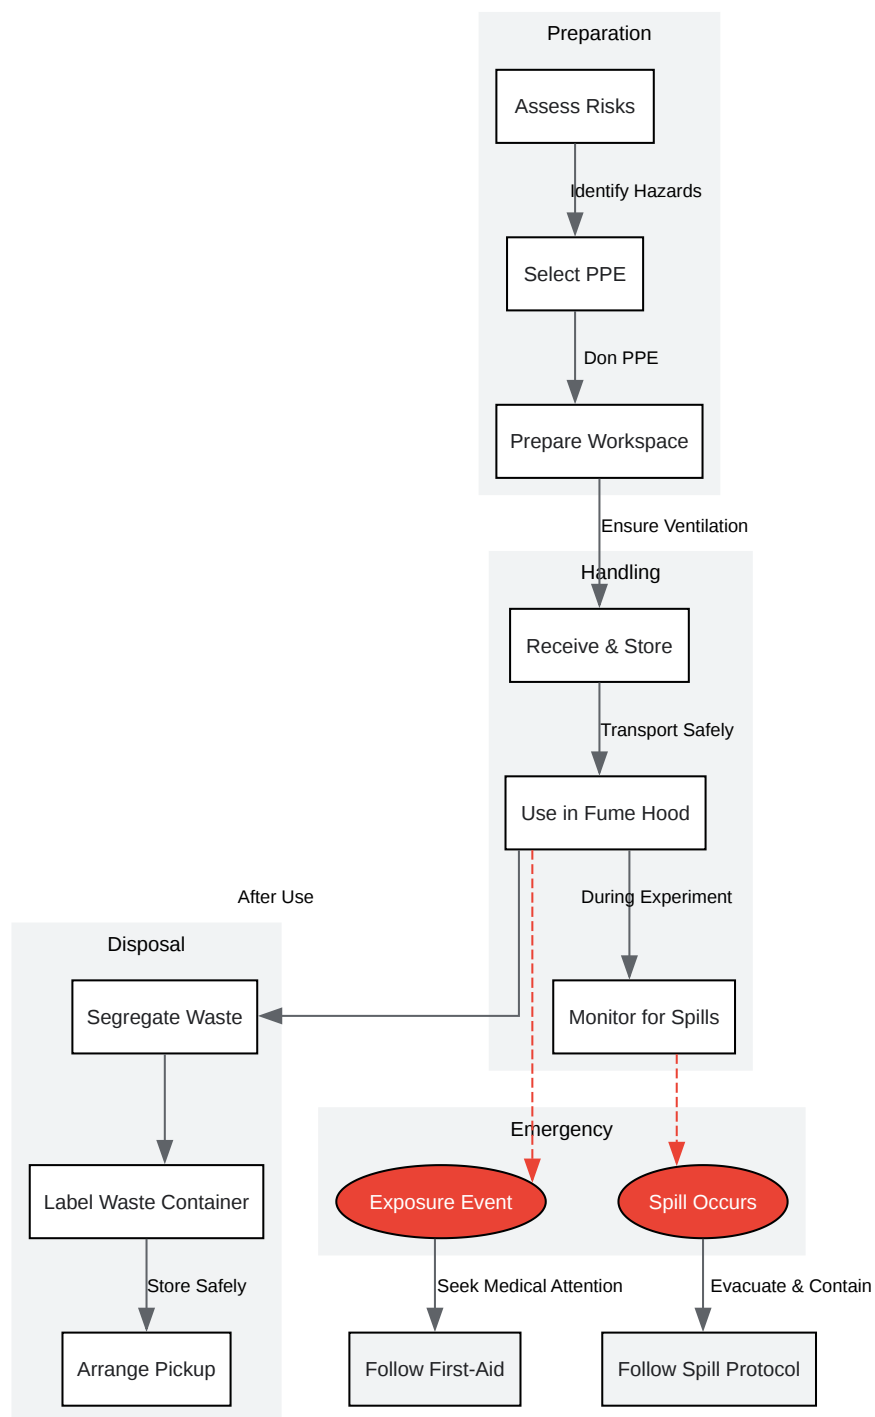 Preparation
Assess Risks
Identify Hazards
Select PPE
Don PPE
Prepare Workspace
Ensure Ventilation
Handling
Receive & Store
Transport Safely
Use in Fume Hood
After Use
During Experiment
Disposal
Segregate Waste
Monitor for Spills
Emergency
Label Waste Container
Exposure Event
Spill Occurs
Store Safely
Seek Medical Attention
Evacuate & Contain
Arrange Pickup
Follow First-Aid
Follow Spill Protocol